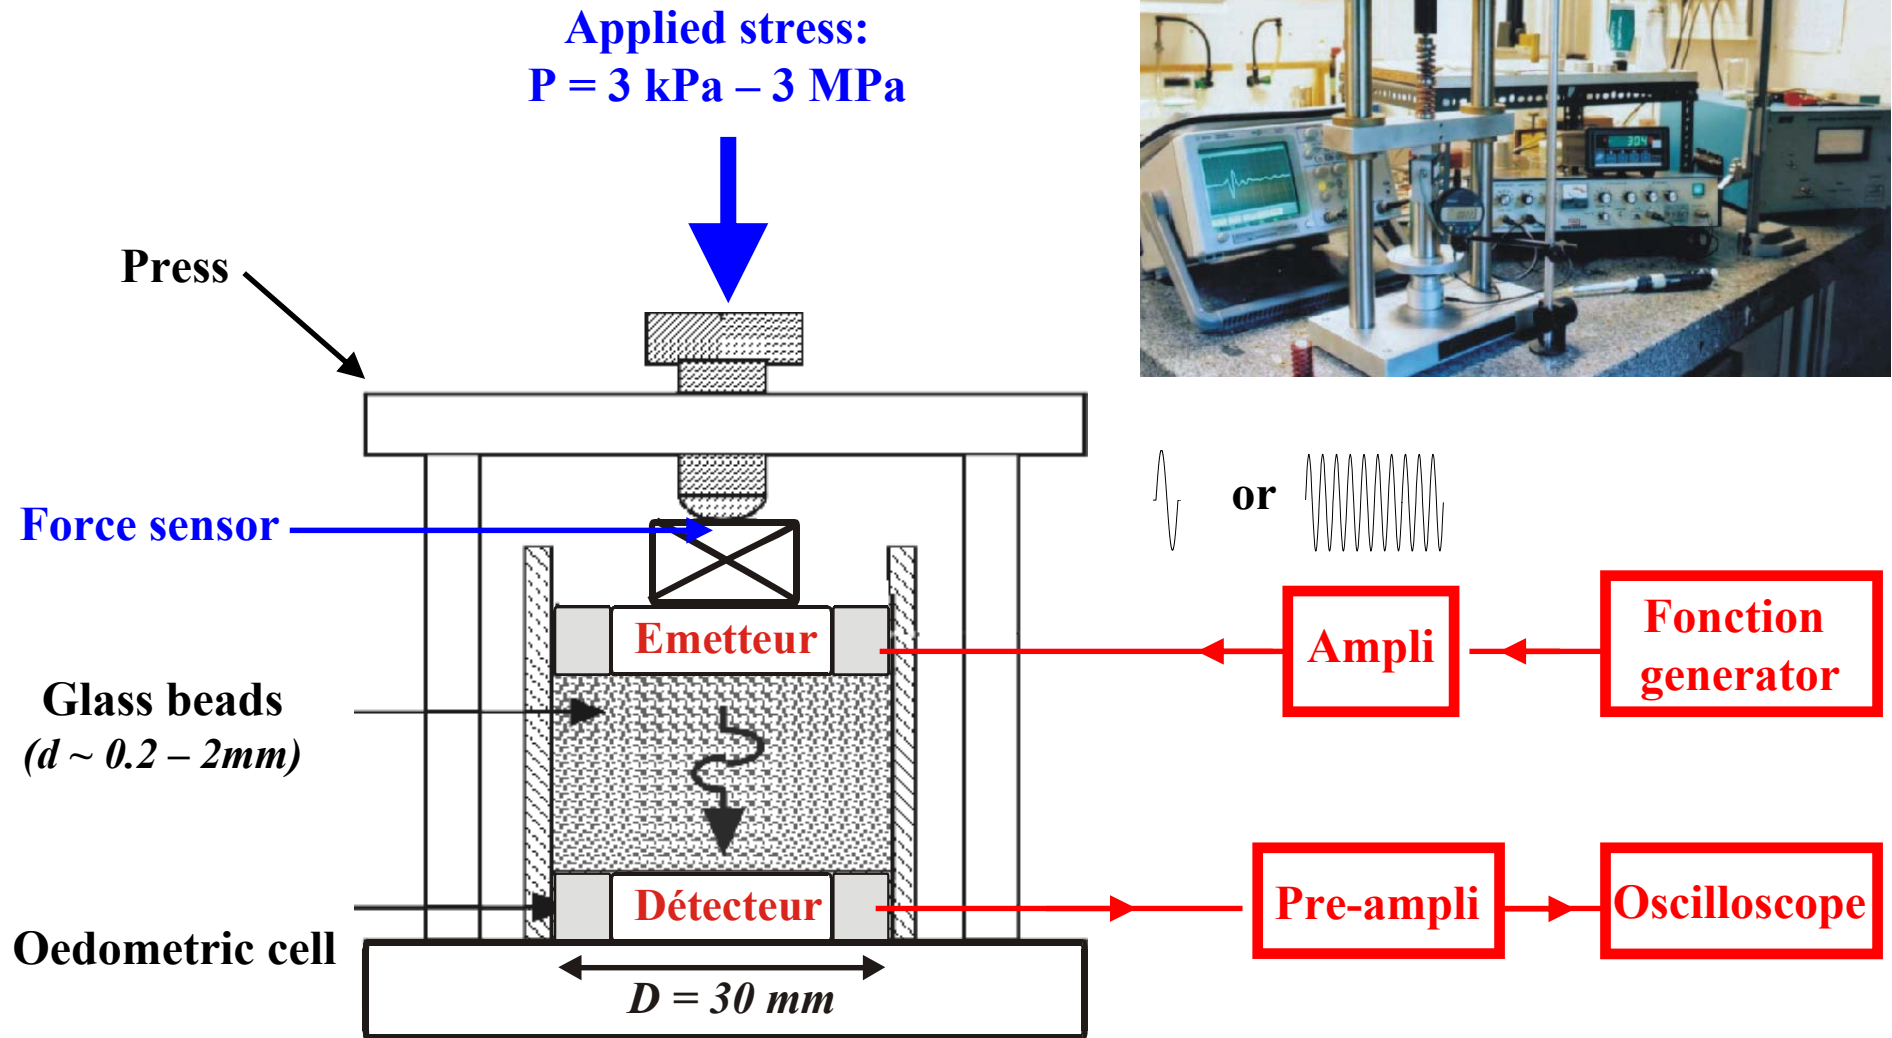 Applied stress:
P = 3 kPa – 3 MPa
Press
304
or
Force sensor
Emetteur
Ampli
Fonction
generator
Glass beads
(d ~ 0.2 – 2mm)
Détecteur
Pre-ampli
Oscilloscope
Oedometric cell
D = 30 mm